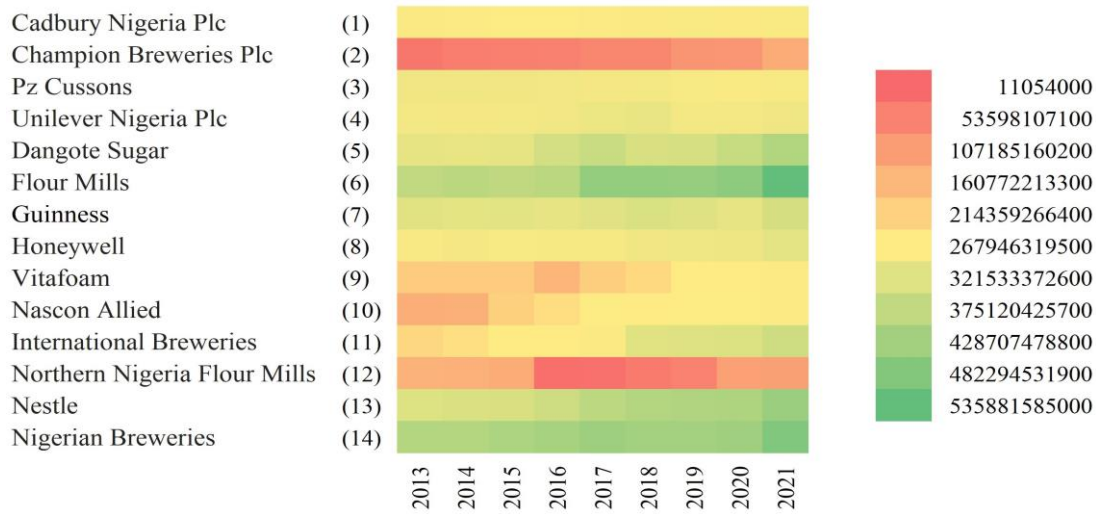 Cadbury Nigeria Plc (1)
Champion Breweries Plc (2)
Pz Cussons (3)
Unilever Nigeria Plc (4)
Dangote Sugar (5)
Flour Mills (6)
Guinness (7)
Honeywell (8)
Vitafoam (9)
Nascon Allied (10)
International Breweries (11)
Northern Nigeria Flour Mills (12)
Nestle (13)
Nigerian Breweries (14)
2013 2014 2015 2016 2017 2018 2019 2020 2021
11054000
53598107100
107185160200
160772213300
214359266400
267946319500
321533372600
375120425700
428707478800
482294531900
535881585000